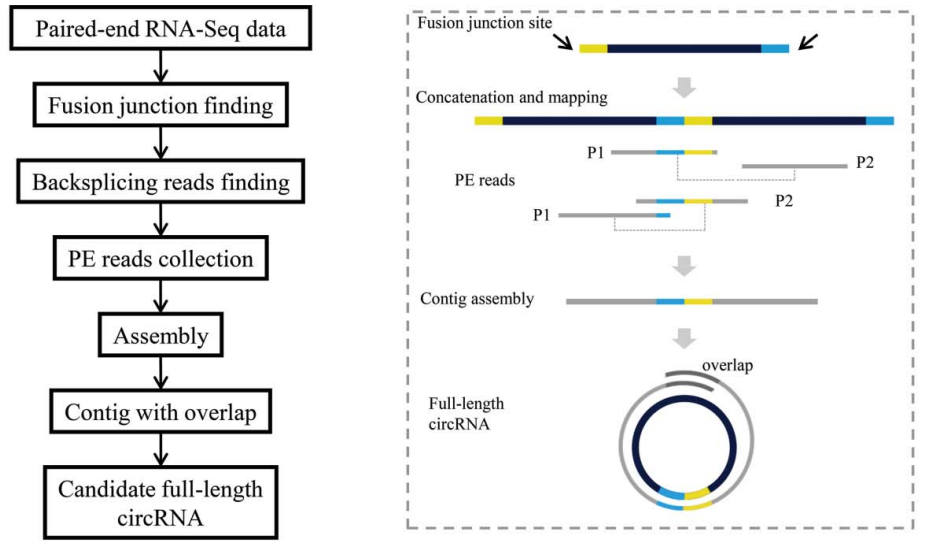 Paired-end RNA-Seq data
Fusion junction finding
Backsplicing reads finding
PE reads collection
Assembly
Contig with overlap
Candidate full-length
circRNA
Fusion junction site
Concatenation and mapping
P1
P2
PE reads
P2
P1
Contig assembly
overlap
Full-length
circRNA